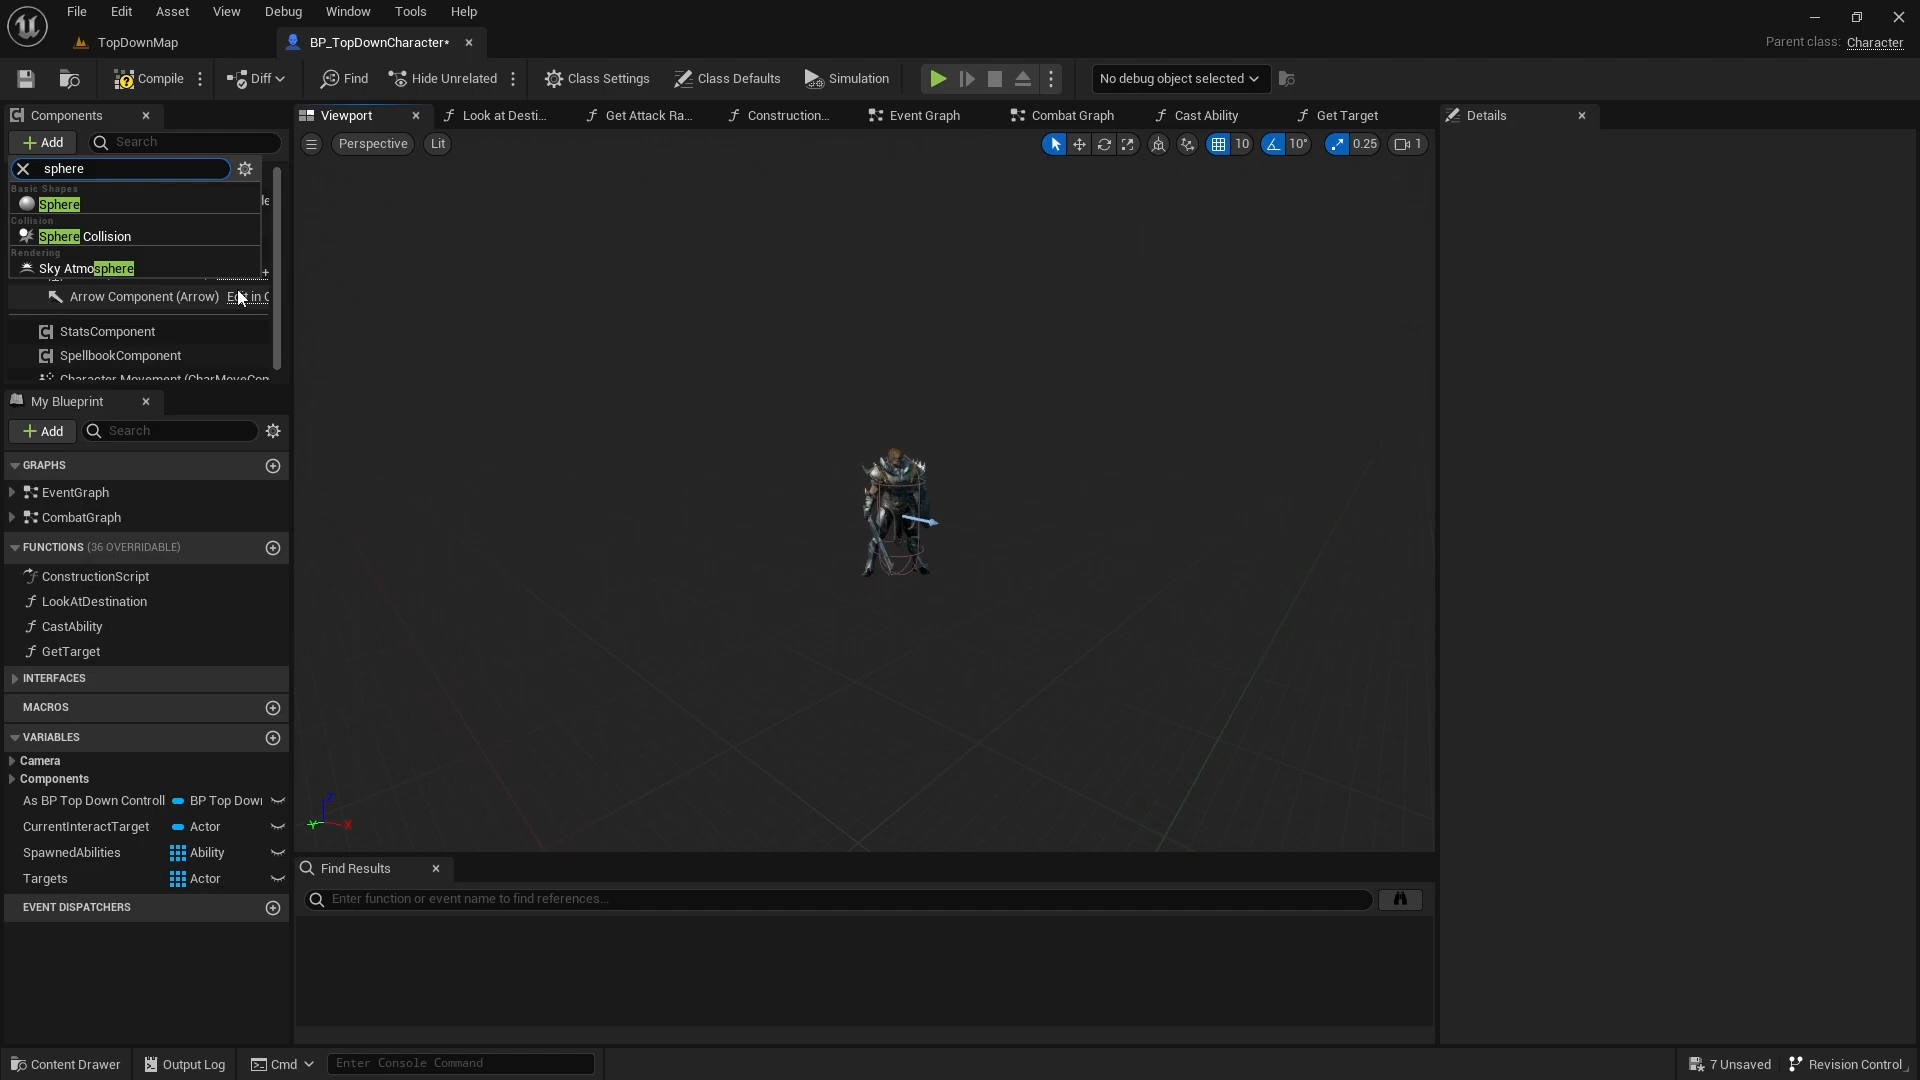 File Edit Asset View Debug Window Tools Help
TopDownMap
BP_TopDownCharacter*
Parent class: Character
Compile
Diff
Find
Hide Unrelated
Class Settings
Class Defaults
Simulation
No debug object selected
Components
Viewport
Look at Desti...
Get Attack Ra...
Construction...
Event Graph
Combat Graph
Cast Ability
Get Target
Details
+ Add
Search
Perspective
Lit
10
10°
0.25
1
sphere
Basic Shapes
Sphere
Collision
Sphere Collision
Rendering
Sky Atmosphere
Arrow Component (Arrow)
StatsComponent
SpellbookComponent
Character Movement (CharMoveCom
My Blueprint
+ Add
Search
GRAPHS
EventGraph
CombatGraph
FUNCTIONS (36 OVERRIDABLE)
ConstructionScript
LookAtDestination
CastAbility
GetTarget
INTERFACES
MACROS
VARIABLES
Camera
Components
As BP Top Down Controll BP Top Down
CurrentInteractTarget Actor
SpawnedAbilities Ability
Targets Actor
EVENT DISPATCHERS
Z
Y
X
Find Results
Enter function or event name to find references...
Content Drawer
Output Log
Cmd
Enter Console Command
7 Unsaved
Revision Control